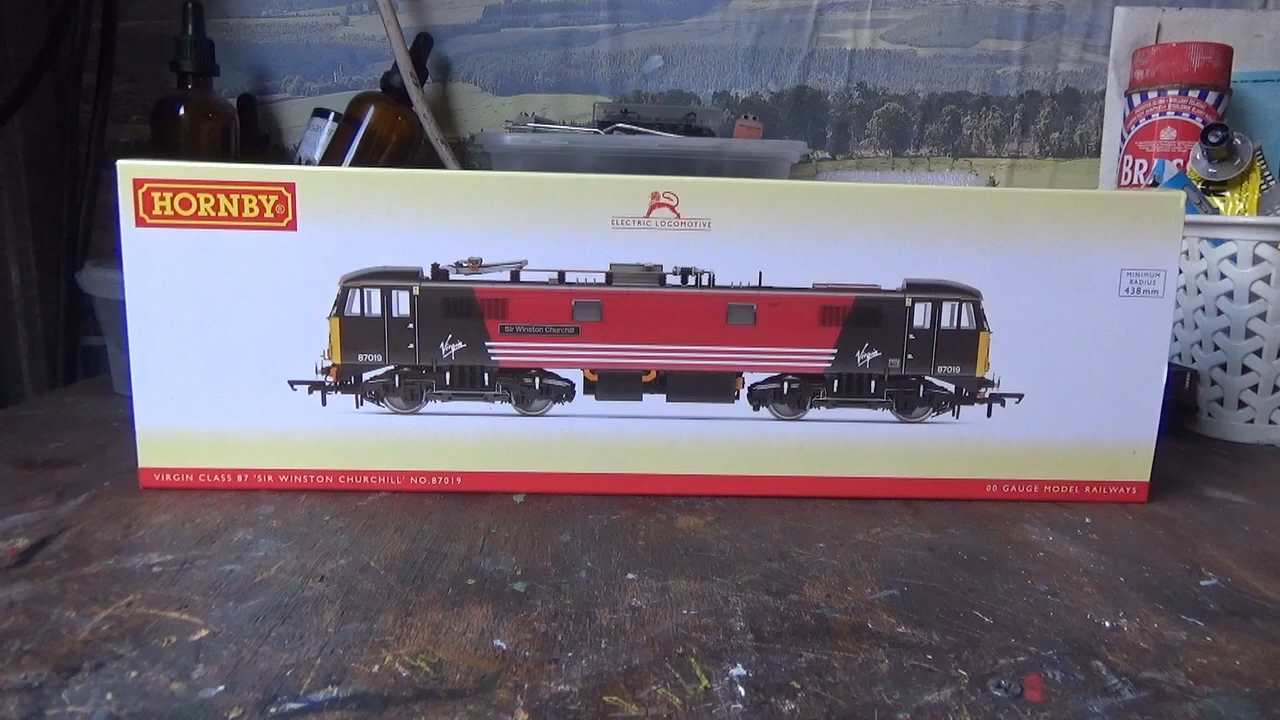 HORNBY®
ELECTRIC LOCOMOTIVE
MINIMUM
RADIUS
438mm
Sir Winston Churchill
Virgin
Virgin
87019
87019
VIRGIN CLASS 87 'SIR WINSTON CHURCHILL' NO.87019
00 GAUGE MODEL RAILWAYS
BRAS